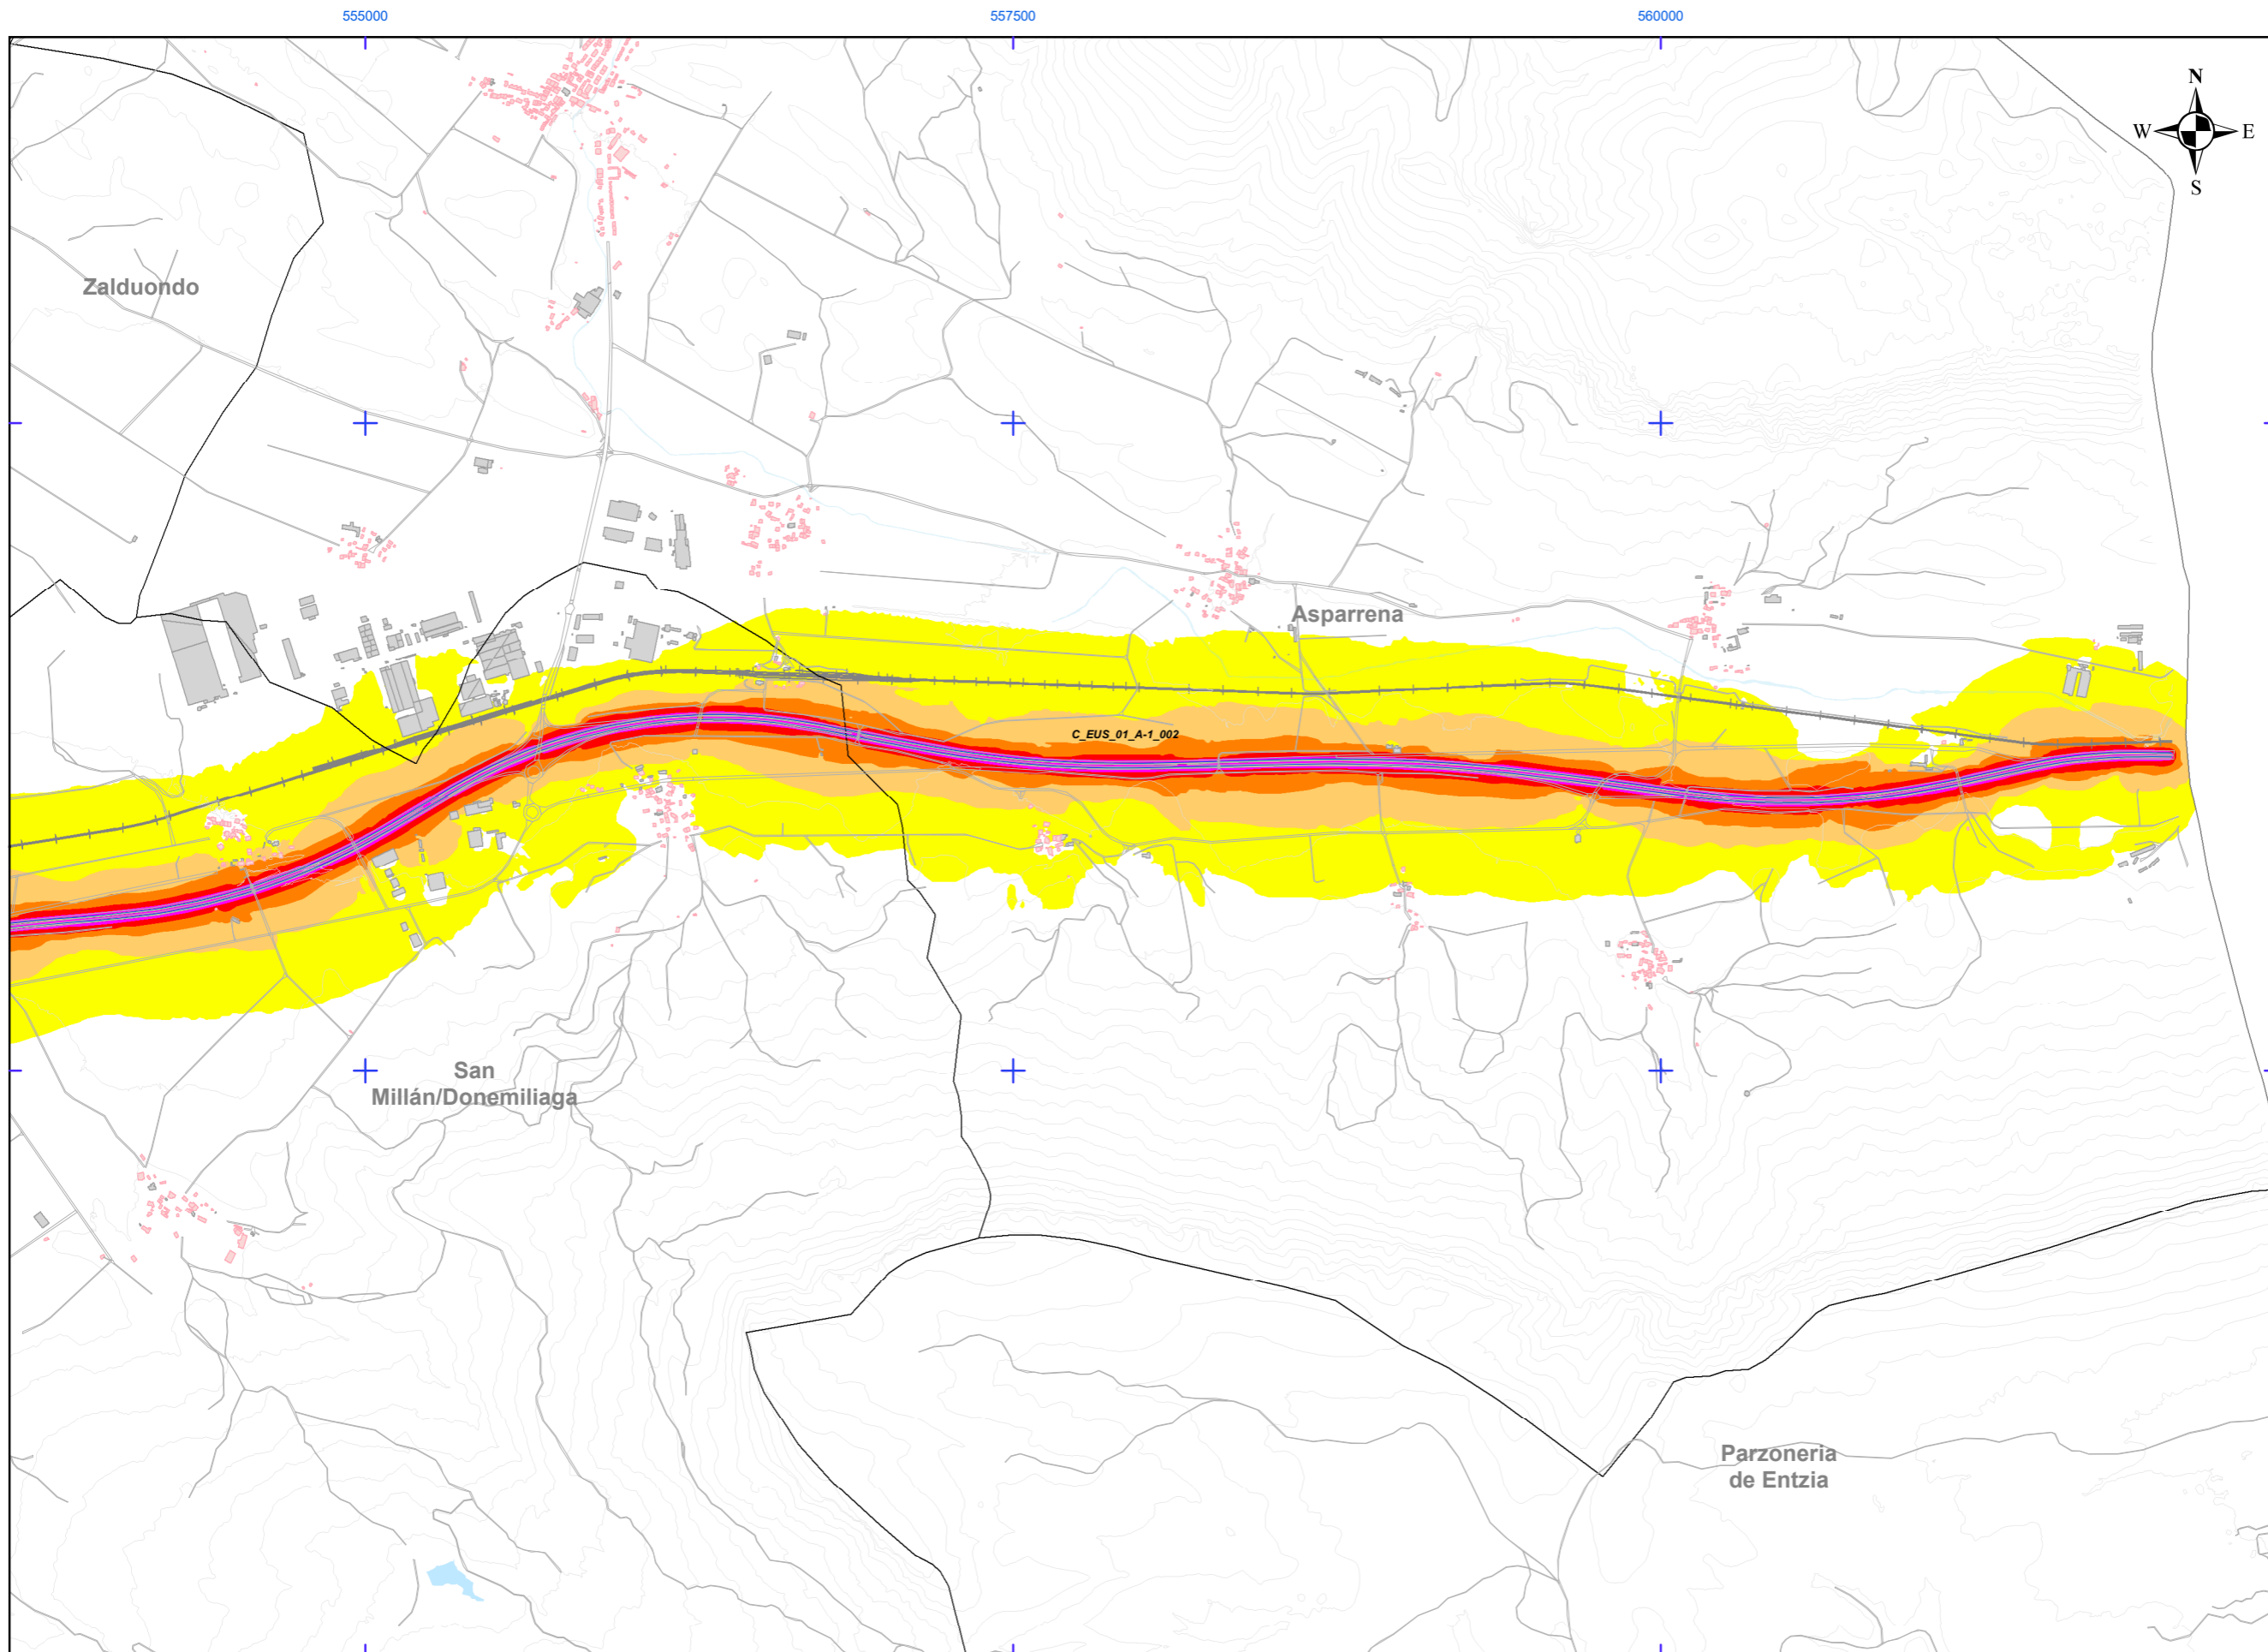 555000
557500
560000
N
W
E
S
Zalduondo
Asparrena
C_EUS_01_A-1_002
San
Millán/Donemiliaga
Parzoneria
de Entzia